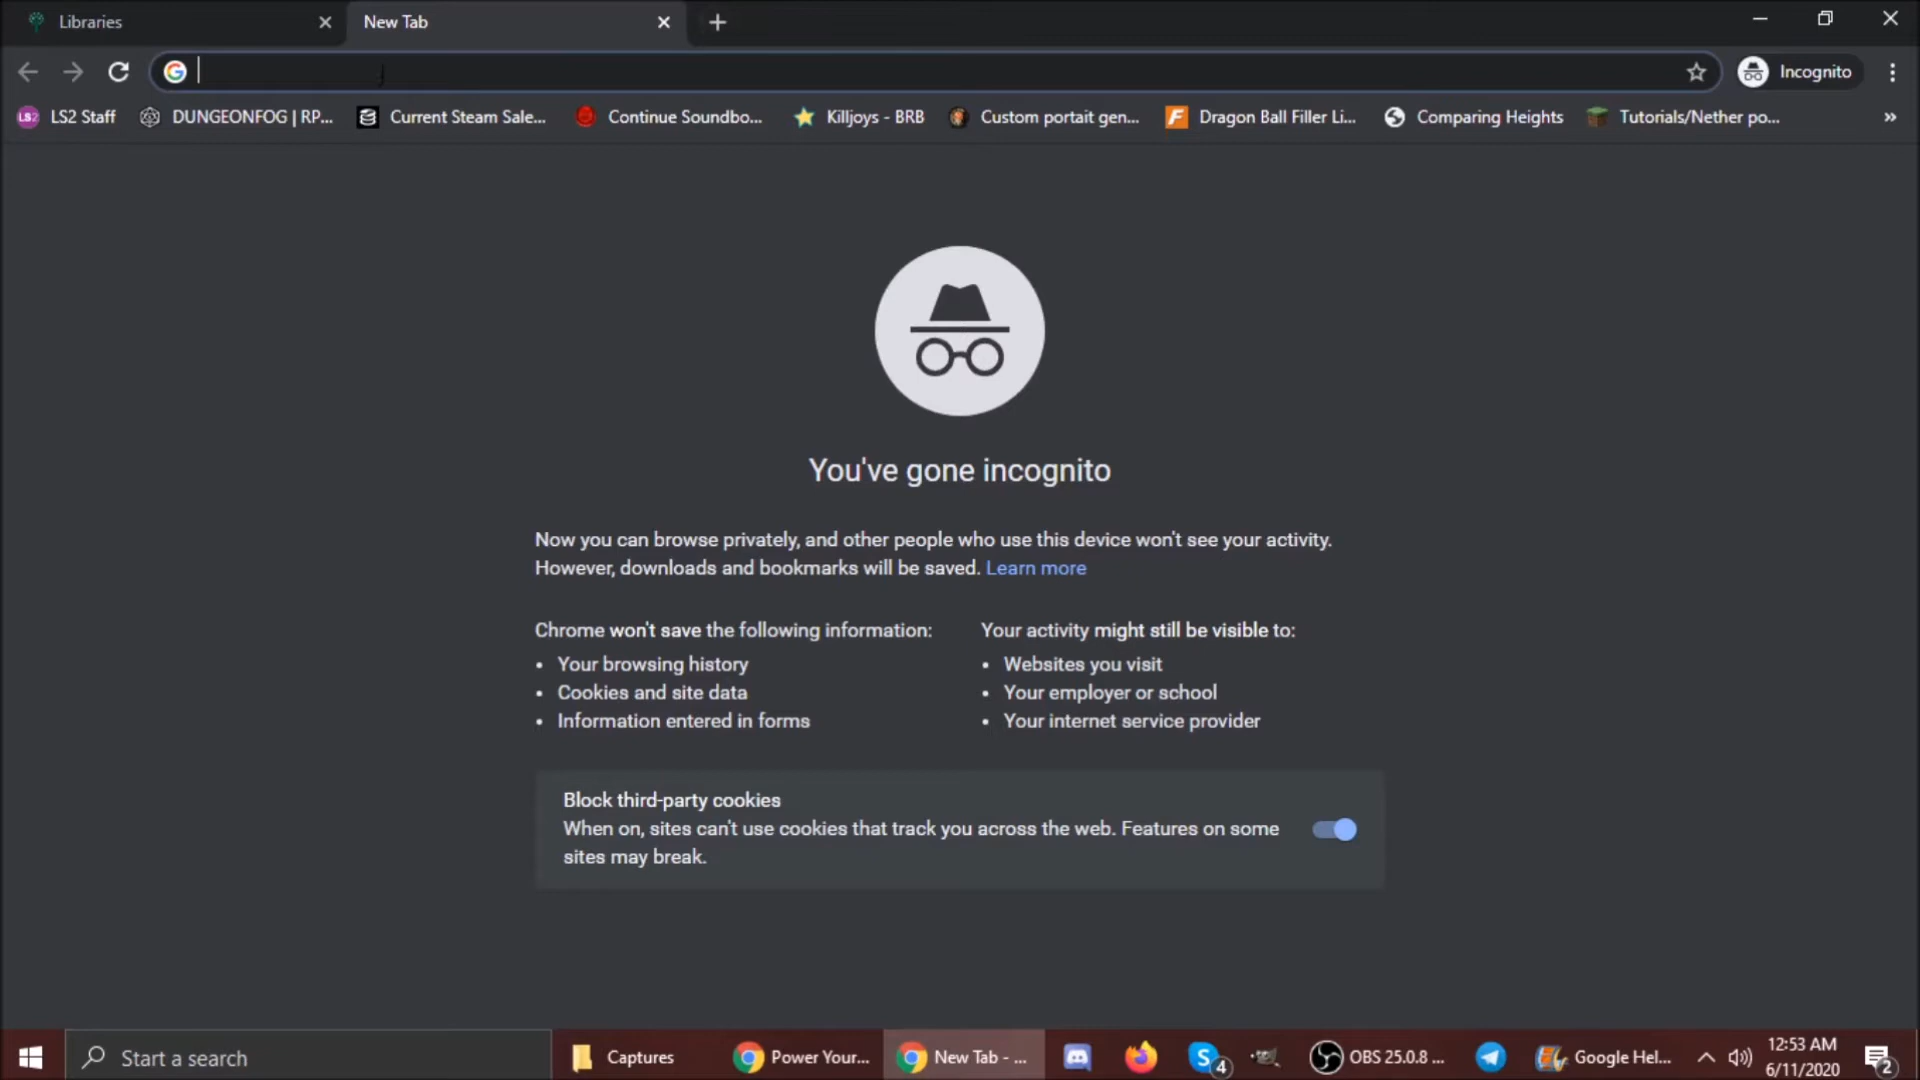 Libraries
New Tab
Incognito
LS2 LS2 Staff
DUNGEONFOG | RP...
Current Steam Sale...
Continue Soundbo...
Killjoys - BRB
Custom portait gen...
Dragon Ball Filler Li...
Comparing Heights
Tutorials/Nether po...
You've gone incognito
Now you can browse privately, and other people who use this device won't see your activity.
However, downloads and bookmarks will be saved. Learn more
Chrome won't save the following information:
Your browsing history
Cookies and site data
Information entered in forms
Your activity might still be visible to:
Websites you visit
Your employer or school
Your internet service provider
Block third-party cookies
When on, sites can't use cookies that track you across the web. Features on some
sites may break.
Start a search
Captures
Power Your...
New Tab - ...
4
OBS 25.0.8 ...
Google Hel...
12:53 AM
6/11/2020
2